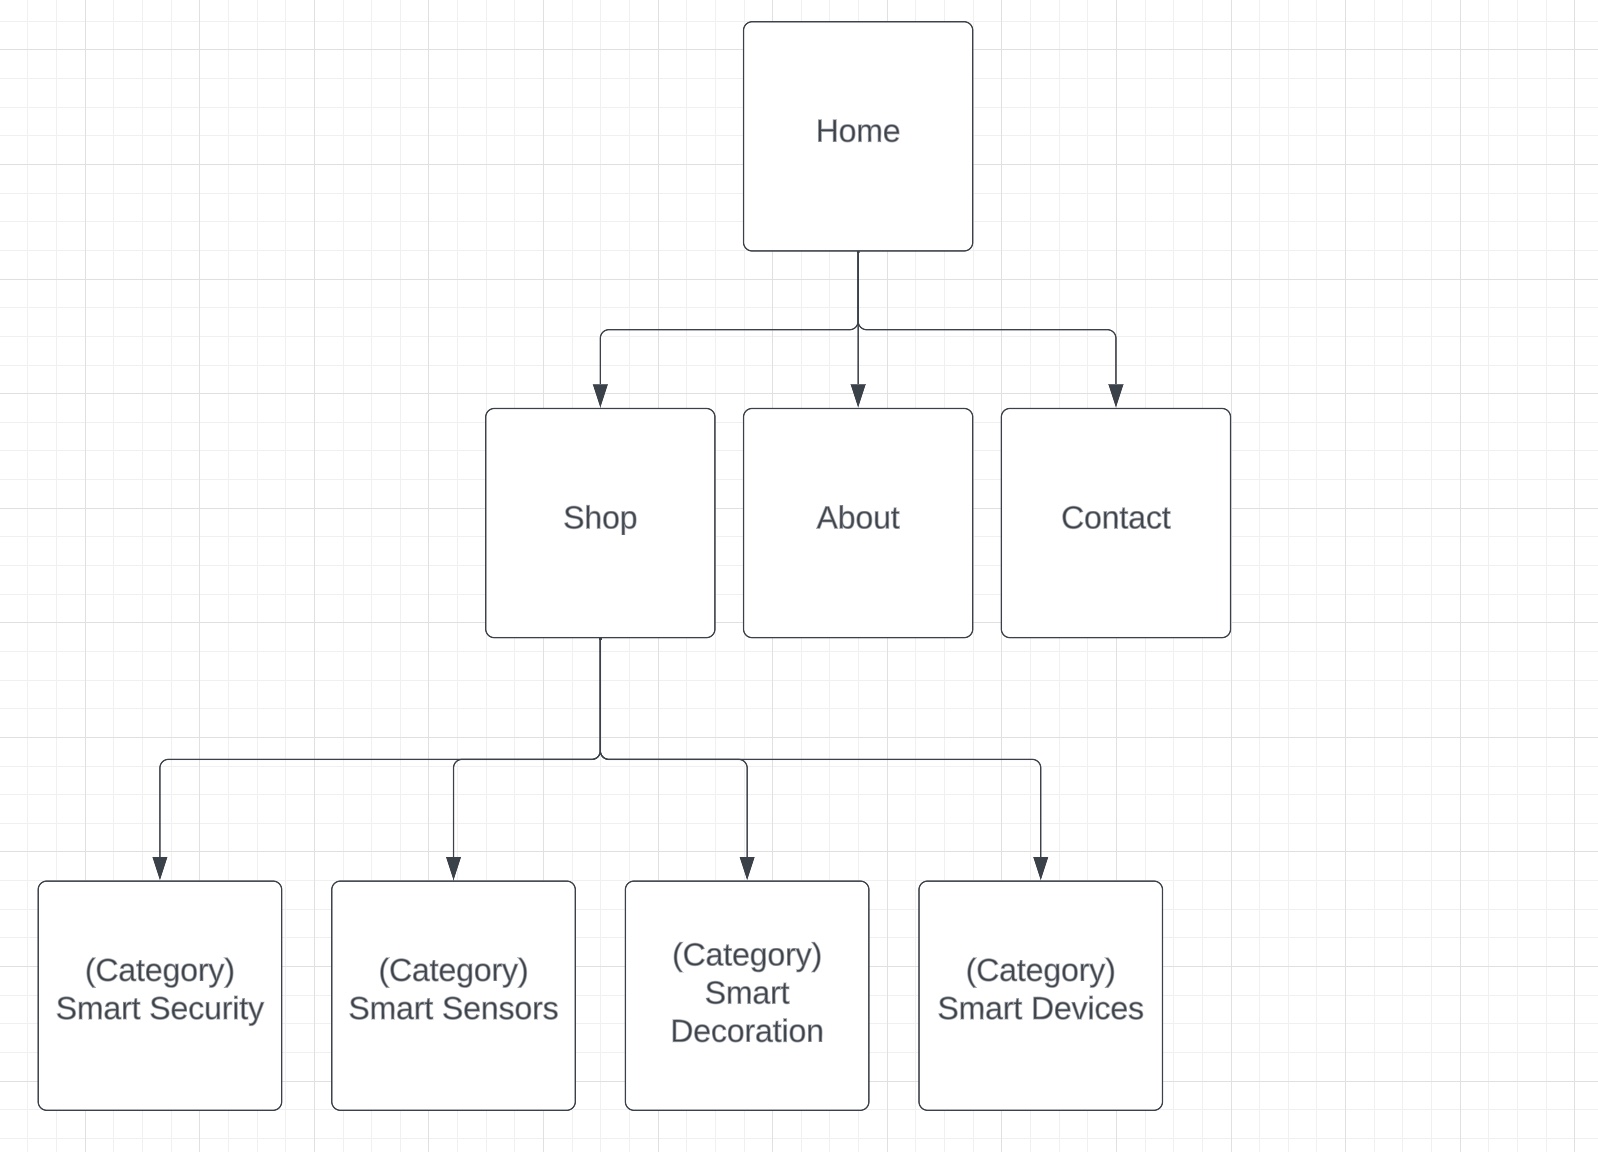 Home
Shop
About
Contact
(Category)
Smart Security
(Category)
Smart Sensors
(Category)
Smart
Decoration
(Category)
Smart Devices